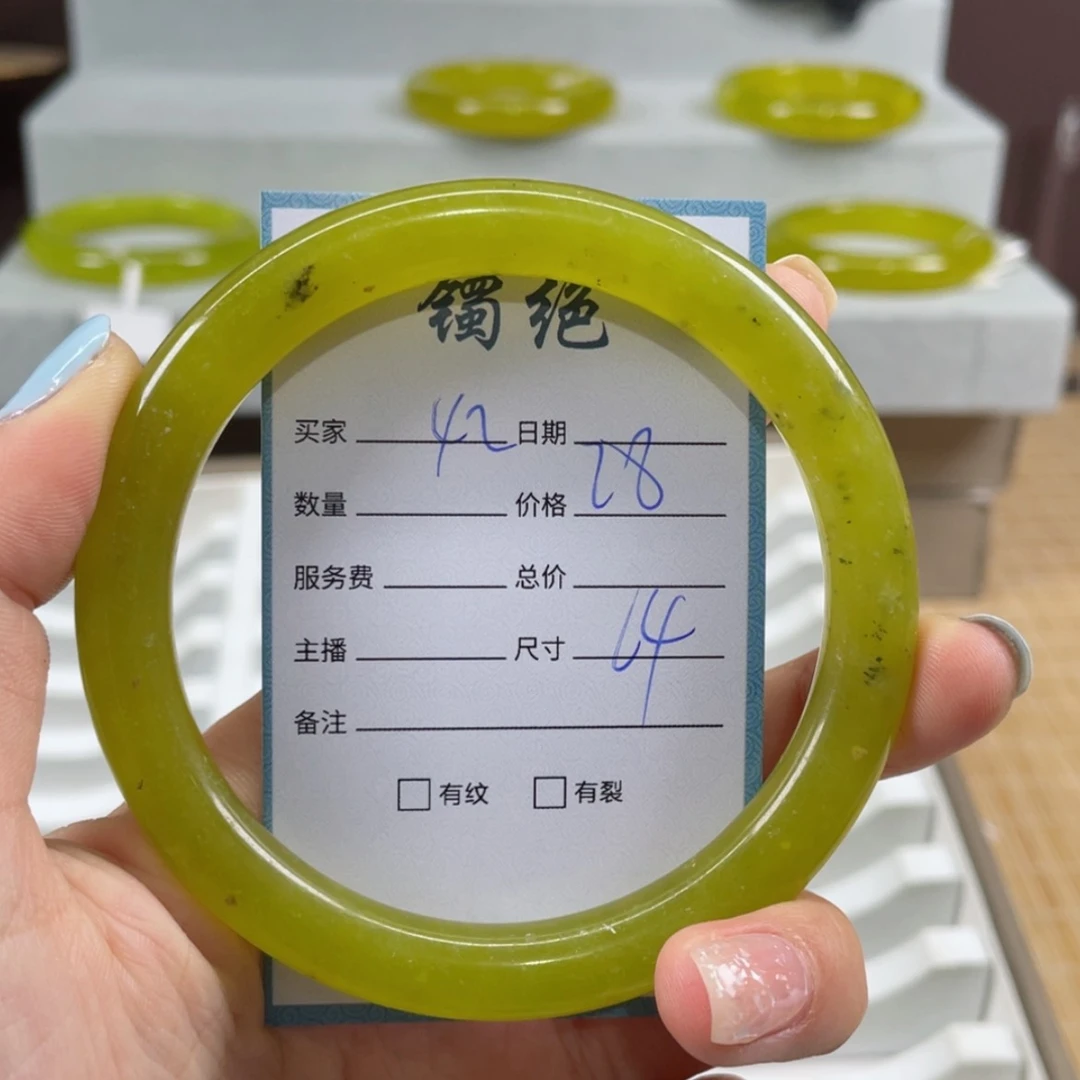 镯绝
买家 42 日期
数量 价格 28
服务费 总价
主播 尺寸 64
备注
有纹 有裂